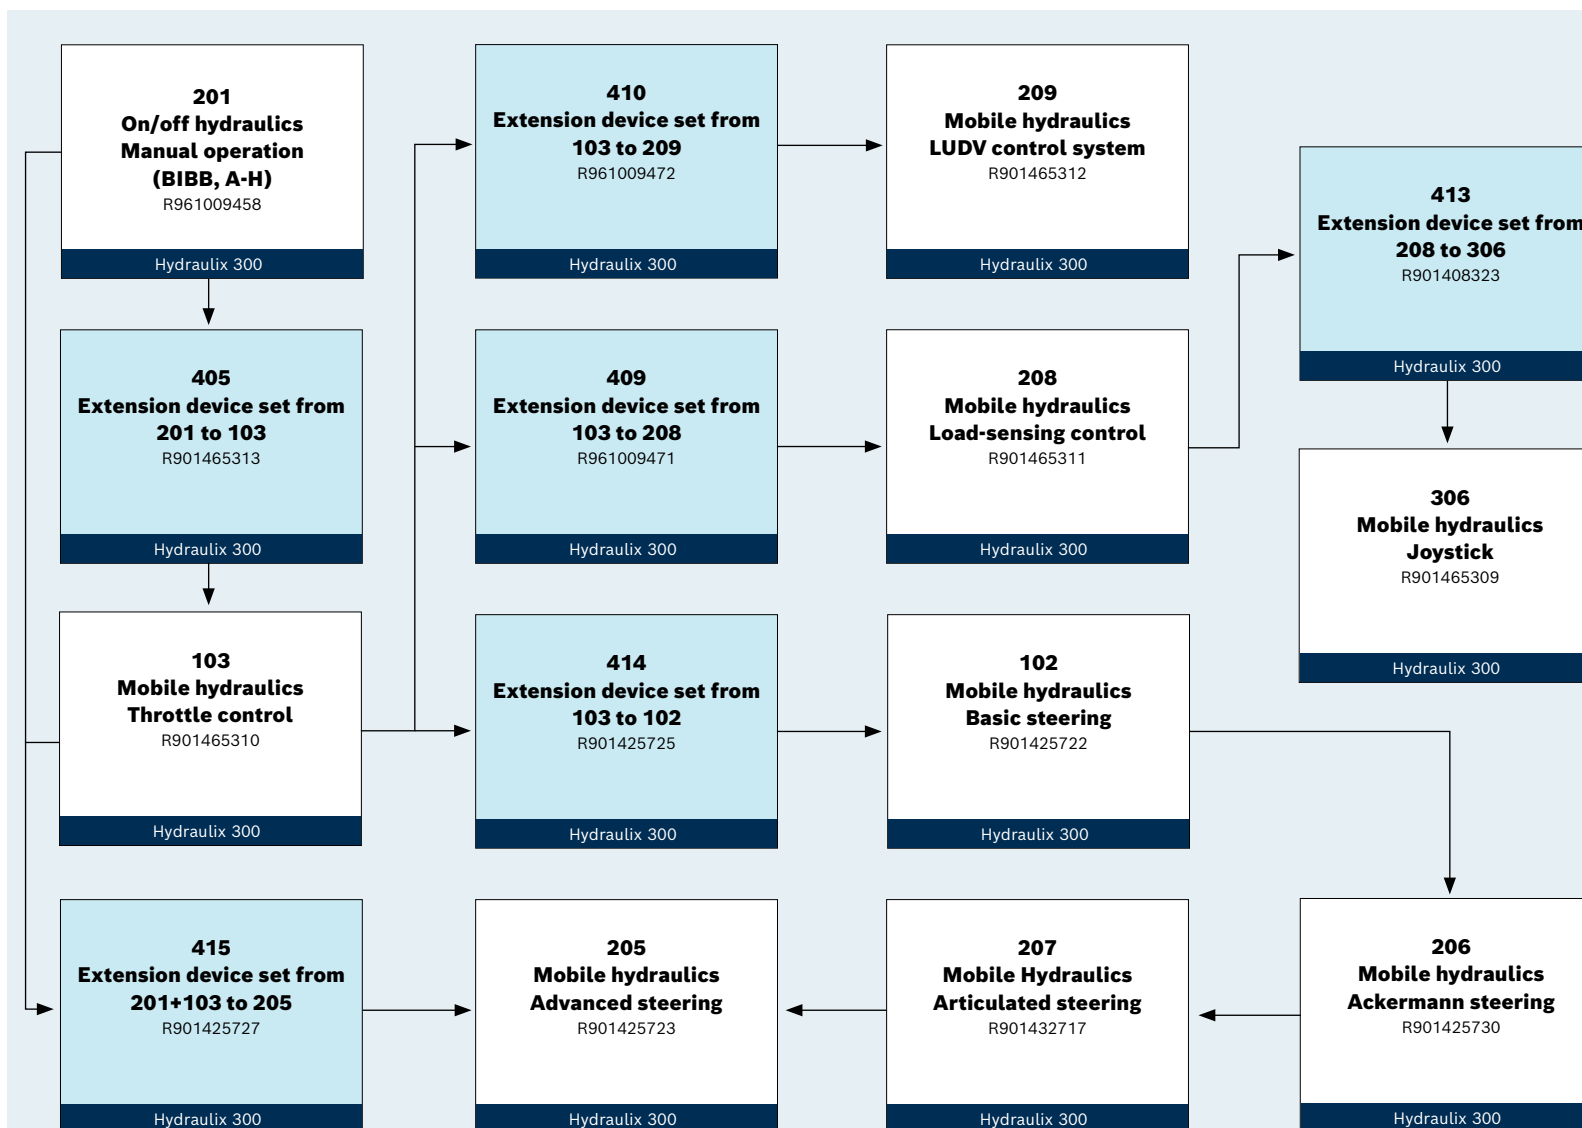 201
On/off hydraulics
Manual operation
(BIBB, A-H)
R961009458
Hydraulix 300
410
Extension device set from
103 to 209
R961009472
Hydraulix 300
209
Mobile hydraulics
LUDV control system
R901465312
Hydraulix 300
413
Extension device set from
208 to 306
R901408323
Hydraulix 300
405
Extension device set from
201 to 103
R901465313
Hydraulix 300
409
Extension device set from
103 to 208
R961009471
Hydraulix 300
208
Mobile hydraulics
Load-sensing control
R901465311
Hydraulix 300
306
Mobile hydraulics
Joystick
R901465309
Hydraulix 300
103
Mobile hydraulics
Throttle control
R901465310
Hydraulix 300
414
Extension device set from
103 to 102
R901425725
Hydraulix 300
102
Mobile hydraulics
Basic steering
R901425722
Hydraulix 300
415
Extension device set from
201+103 to 205
R901425727
Hydraulix 300
205
Mobile hydraulics
Advanced steering
R901425723
Hydraulix 300
207
Mobile Hydraulics
Articulated steering
R901432717
Hydraulix 300
206
Mobile hydraulics
Ackermann steering
R901425730
Hydraulix 300